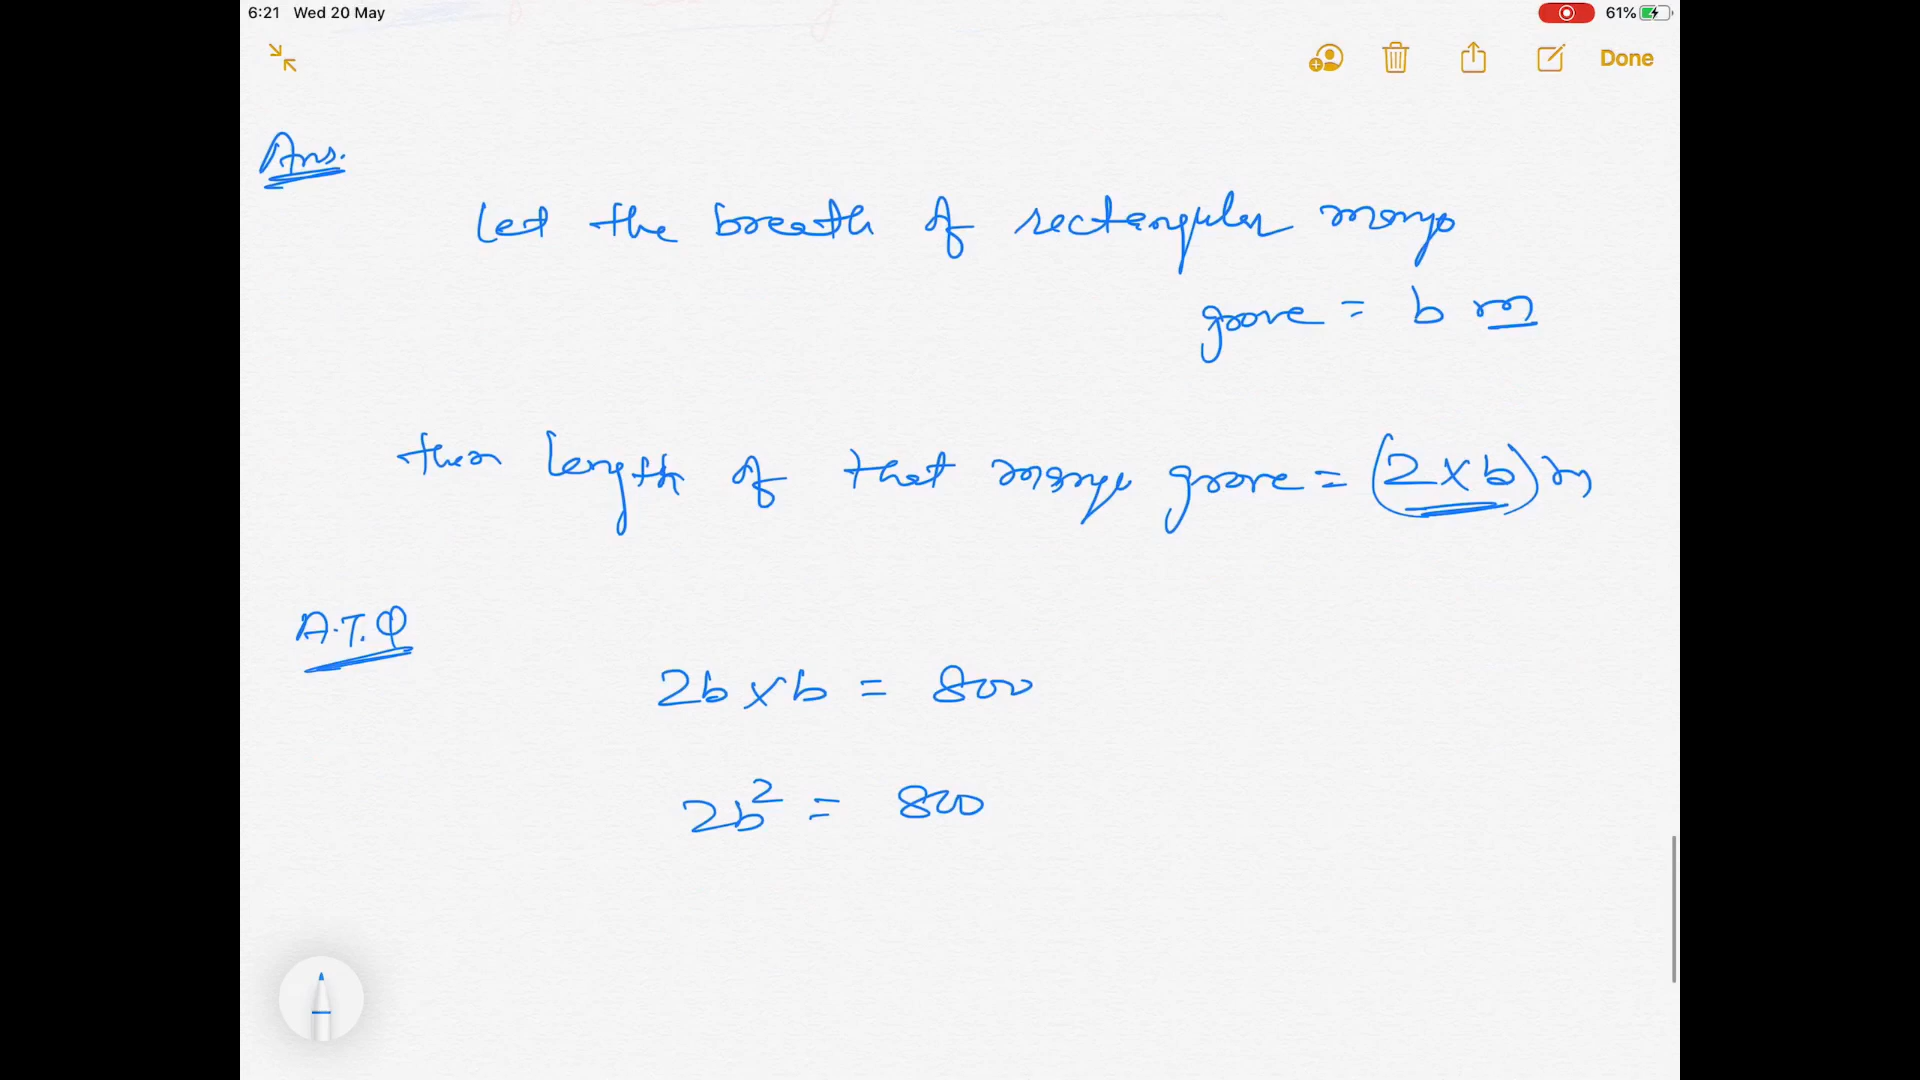 6:21 Wed 20 May
61%
Done
Ans.
Let the breath of rectangular mango
grove = b m
then length of that mango grove = (2 x b) m
A.T.Q
2b x b = 800
2b² = 800